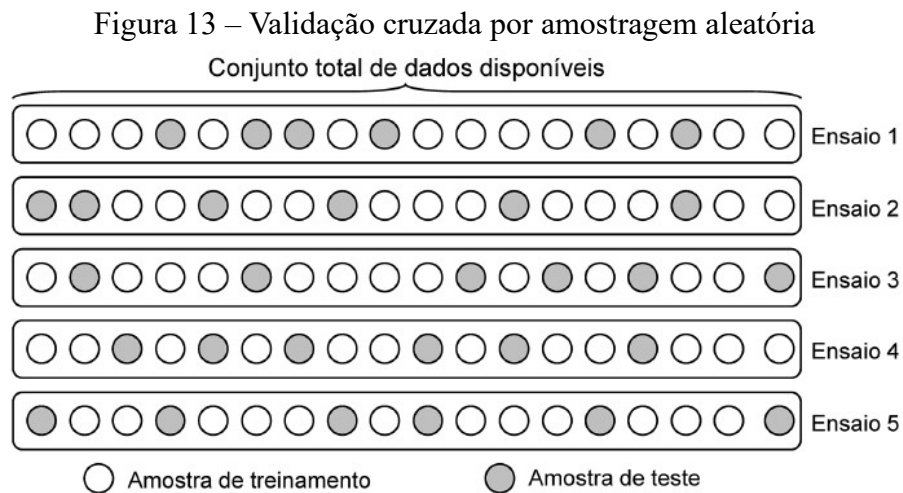 Figura 13 – Validação cruzada por amostragem aleatória
Conjunto total de dados disponíveis
Ensaio 1
Ensaio 2
Ensaio 3
Ensaio 4
Ensaio 5
Amostra de treinamento
Amostra de teste